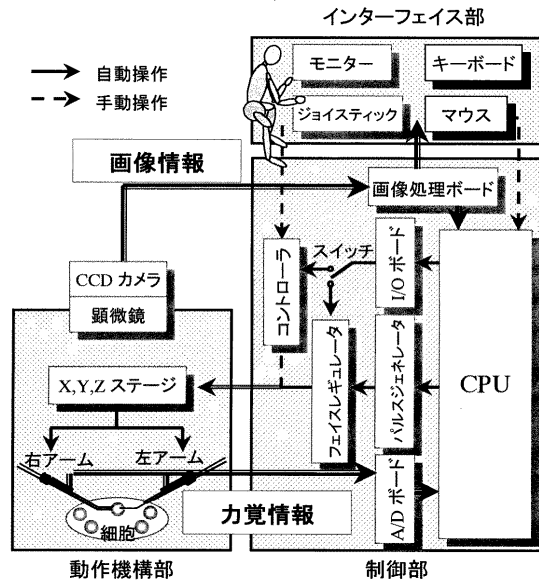 インターフェイス部
自動操作
手動操作
モニター
キーボード
ジョイスティック
マウス
画像情報
画像処理ボード
CCD カメラ
顕微鏡
コントローラ
スイッチ
I/O ボード
フェイスレギュレータ
パルスジェネレータ
CPU
X,Y,Z ステージ
右アーム
左アーム
A/D ボード
細胞
力覚情報
動作機構部
制御部